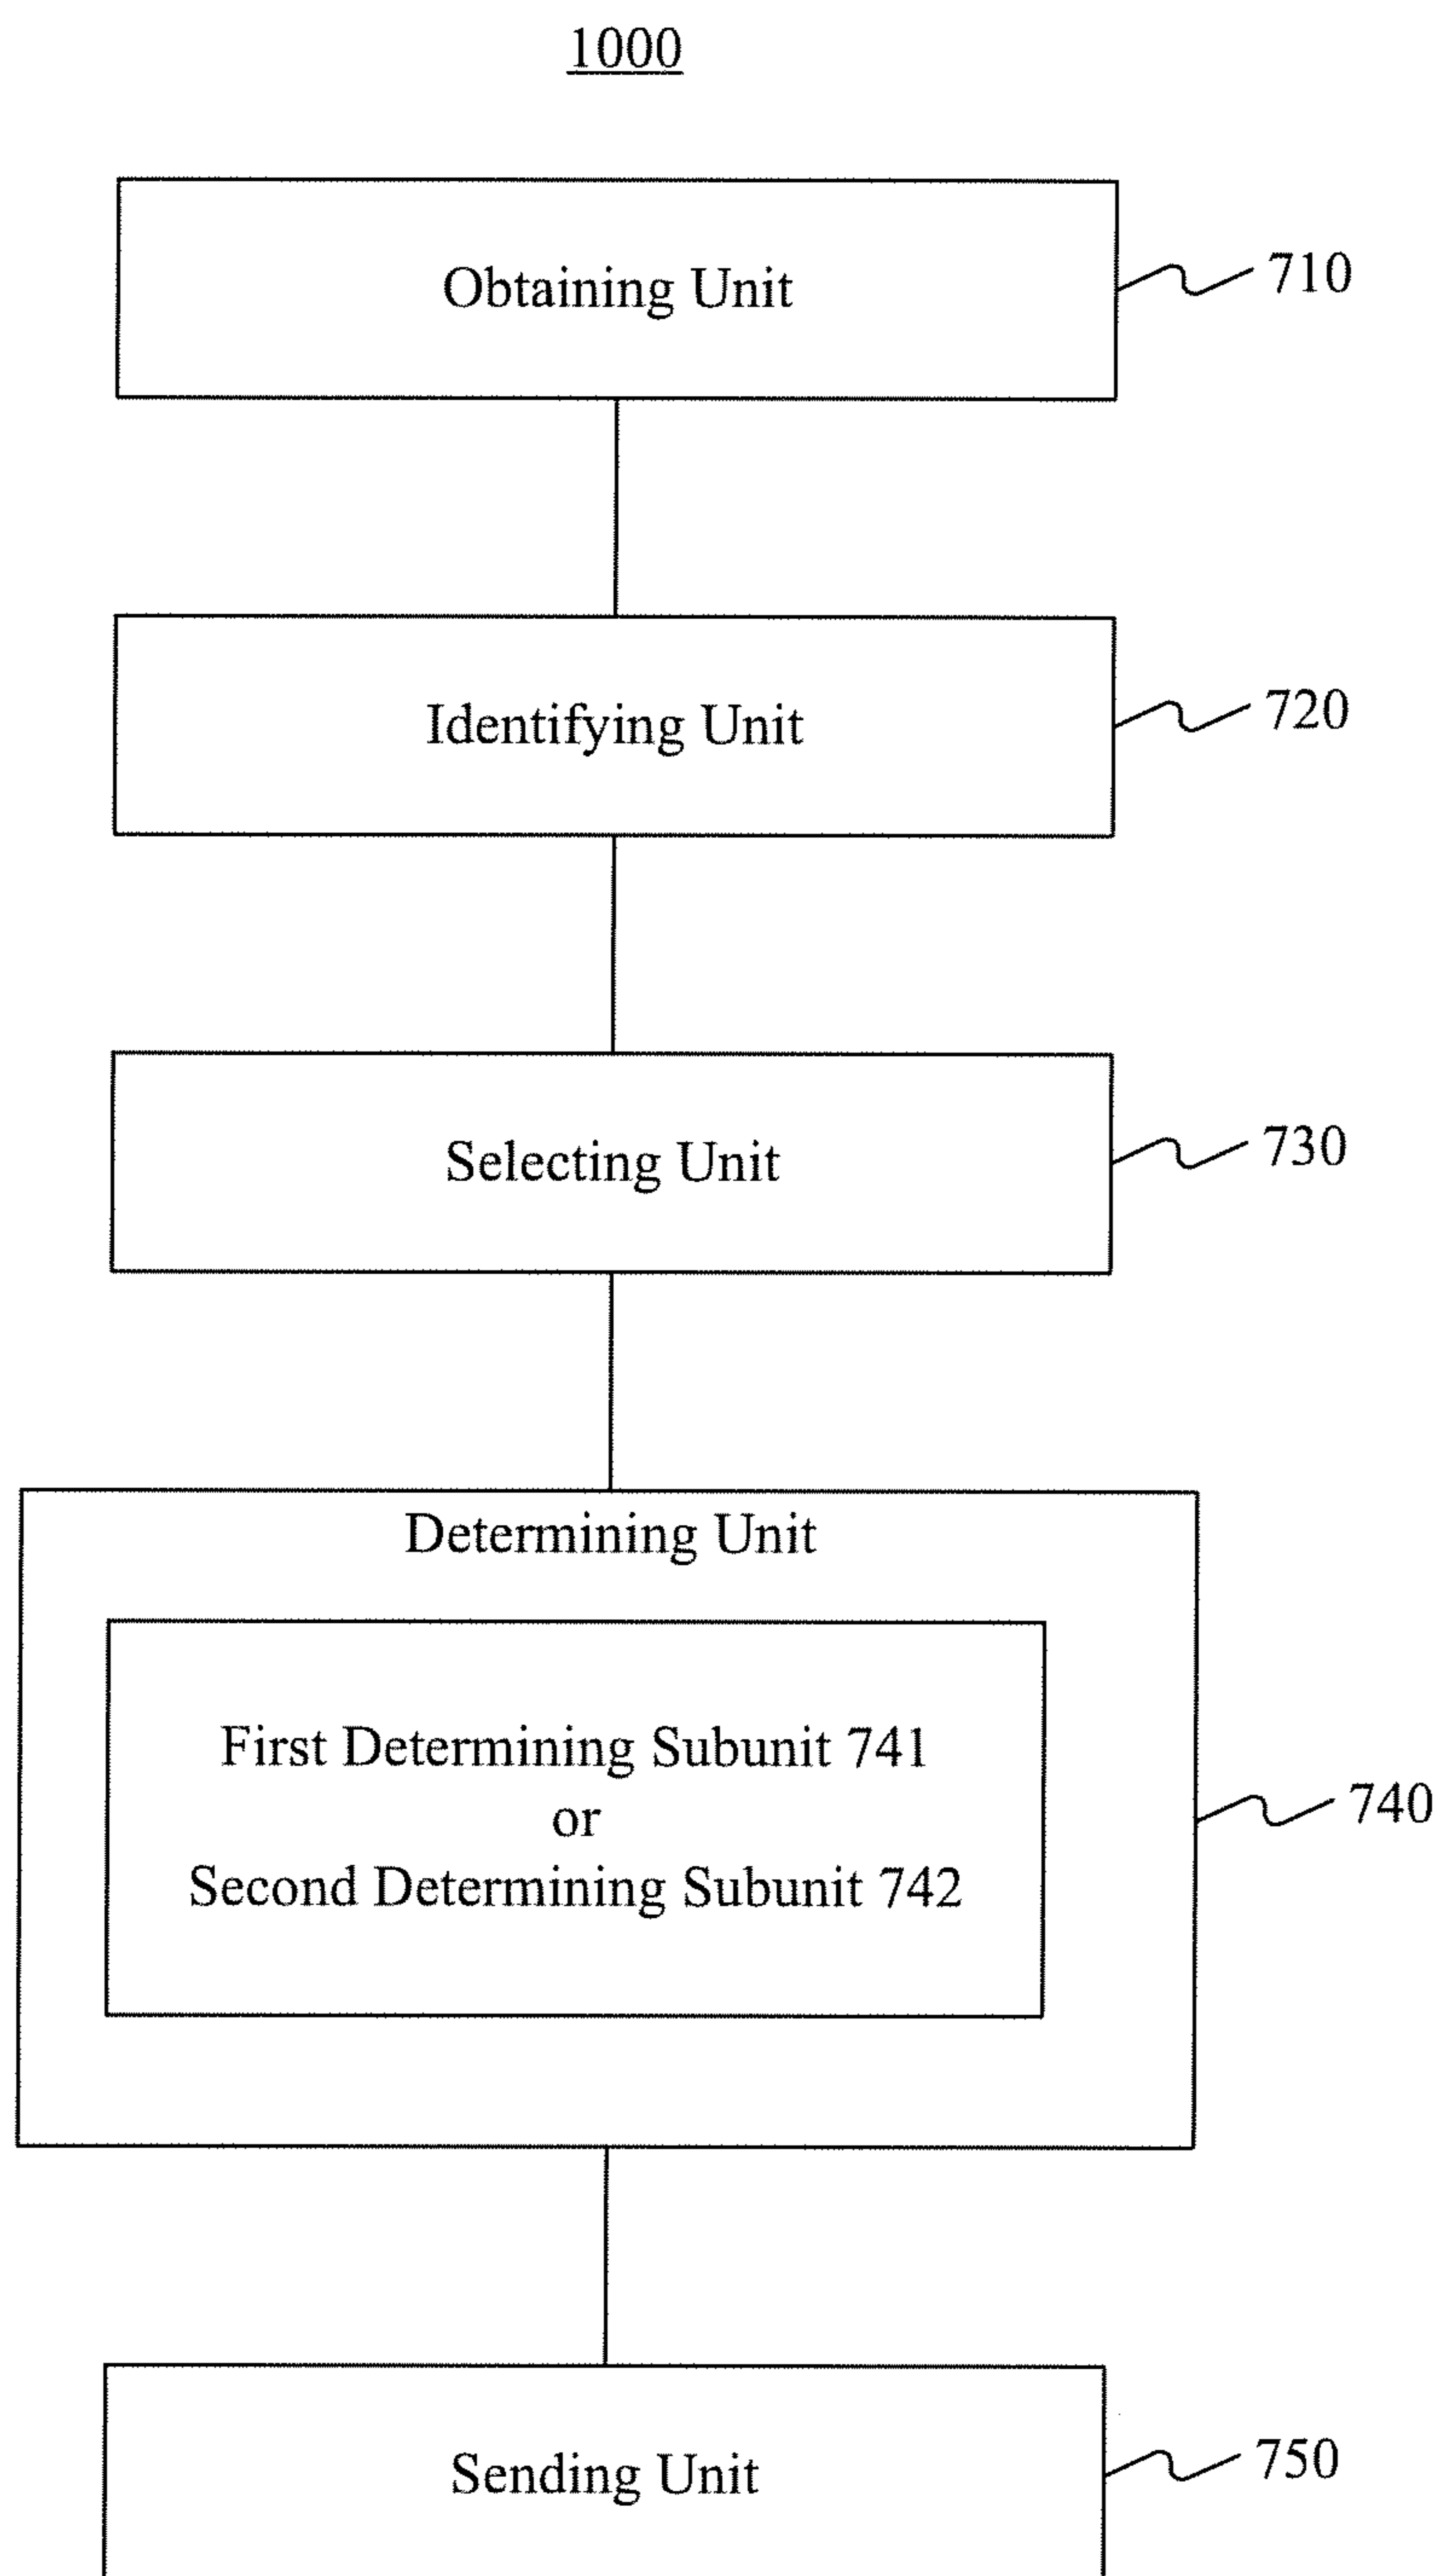 1000
Obtaining Unit
710
Identifying Unit
720
Selecting Unit
730
Determining Unit
First Determining Subunit 741
or
Second Determining Subunit 742
740
Sending Unit
750